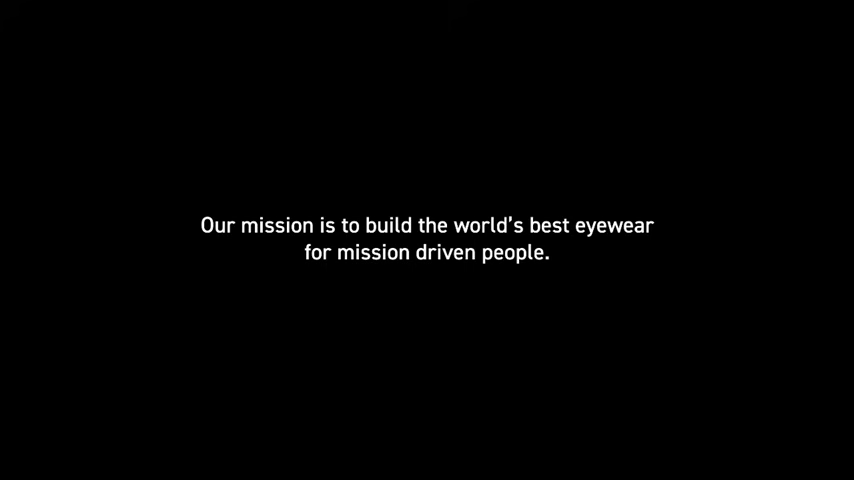 Our mission is to build the world's best eyewear
for mission driven people.